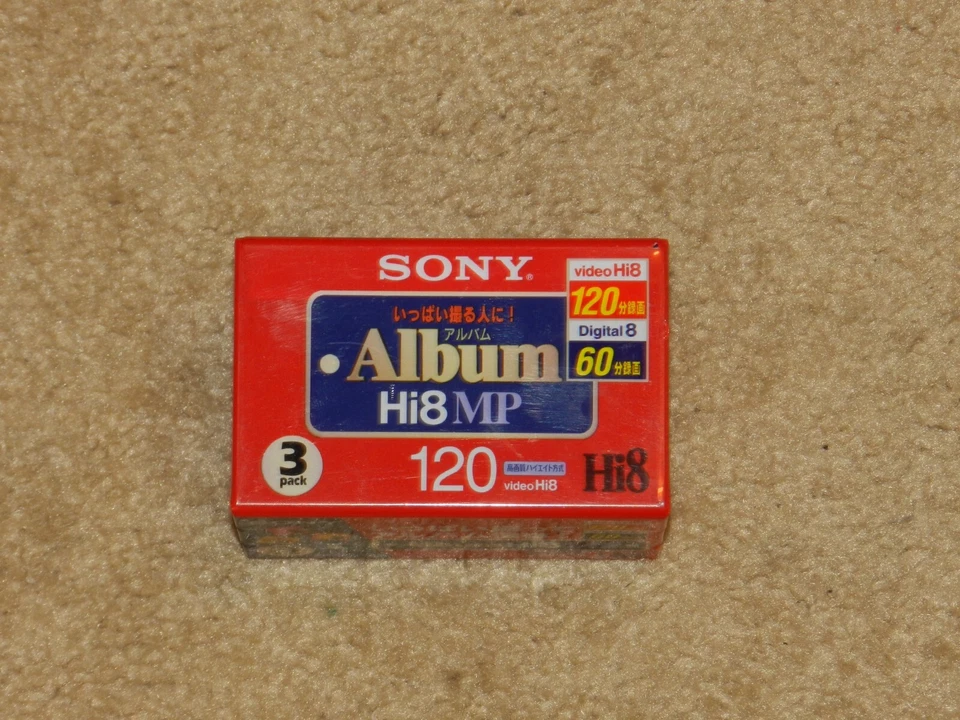 SONY®
いっぱい撮る人に!
アルバム
Album
Hi8 MP
video Hi8
120分録画
Digital 8
60分録画
3
pack
120
高画質ハイエイト方式
video Hi8
Hi8